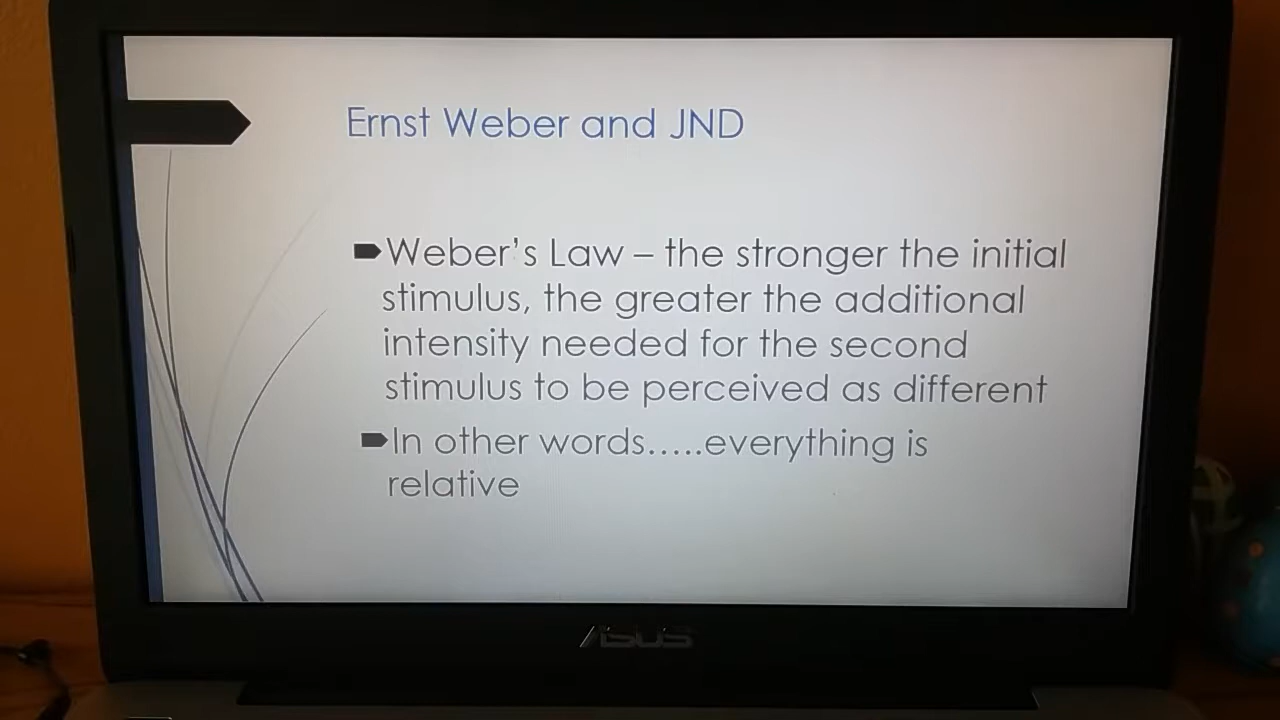 Ernst Weber and JND
Weber's Law – the stronger the initial
stimulus, the greater the additional
intensity needed for the second
stimulus to be perceived as different
In other words.....everything is
relative
ASUS